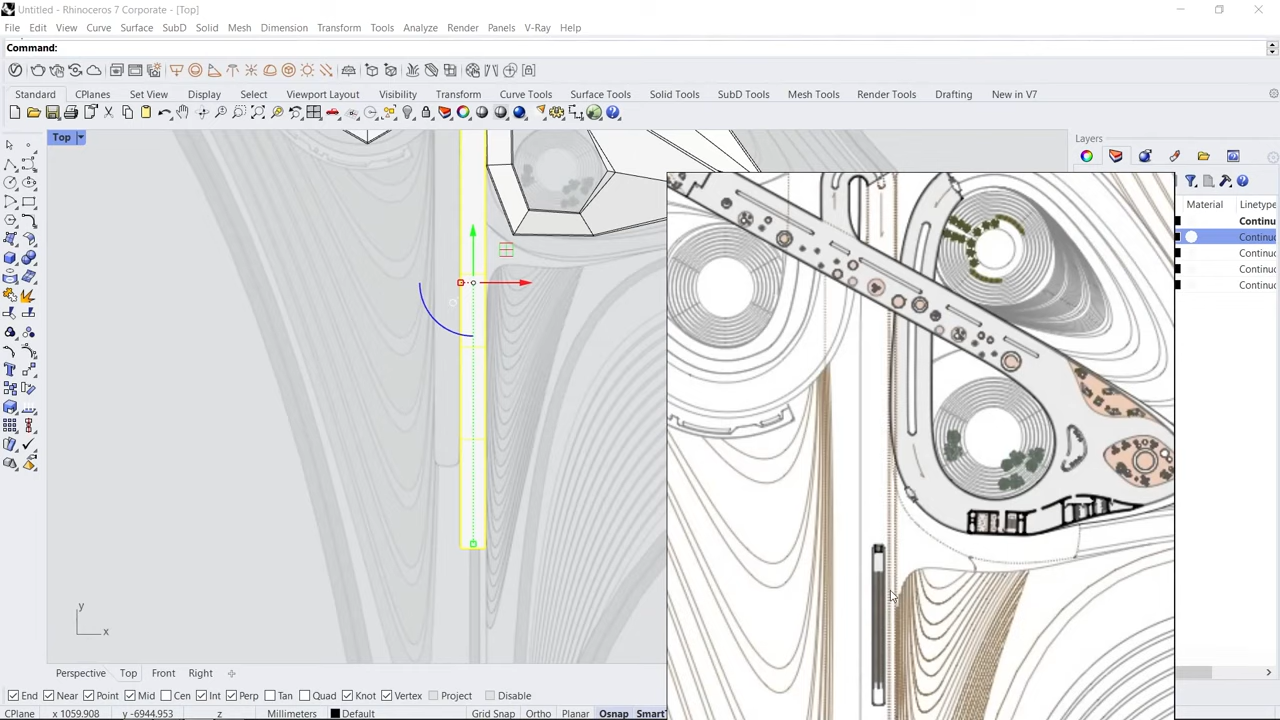 Untitled - Rhinoceros 7 Corporate - [Top]
File Edit View Curve Surface Solid SubD Mesh Dimension Transform Tools Analyze Render Panels V-Ray Help
Command:
Standard CPlanes Set View Display Select Viewport Layout Visibility Transform Curve Tools Surface Tools Solid Tools SubD Tools Mesh Tools Render Tools Drafting New in V7
Top
Layers
Material Linetype
Continu
Continu
Continu
Continu
Continu
y
x
Perspective Top Front Right
End Near Point Mid Cen Int Perp Tan Quad Knot Vertex Project Disable
CPlane x 1059.908 y -6944.953 z Millimeters Default Grid Snap Ortho Planar Osnap SmartT